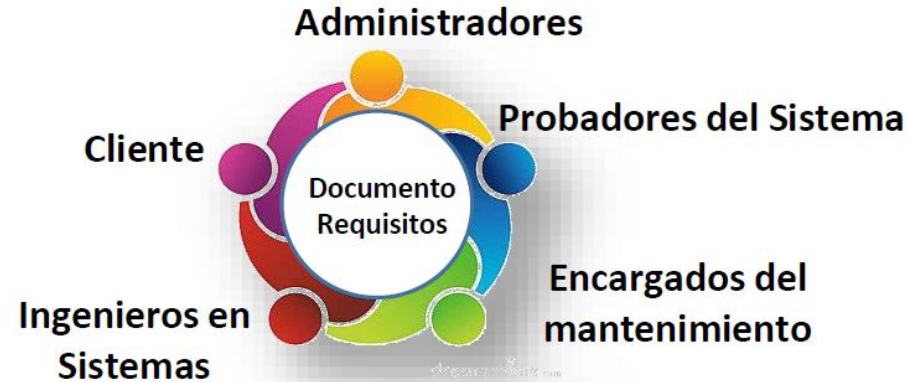 Administradores
Probadores del Sistema
Cliente
Documento
Requisitos
Encargados del
mantenimiento
Ingenieros en
Sistemas